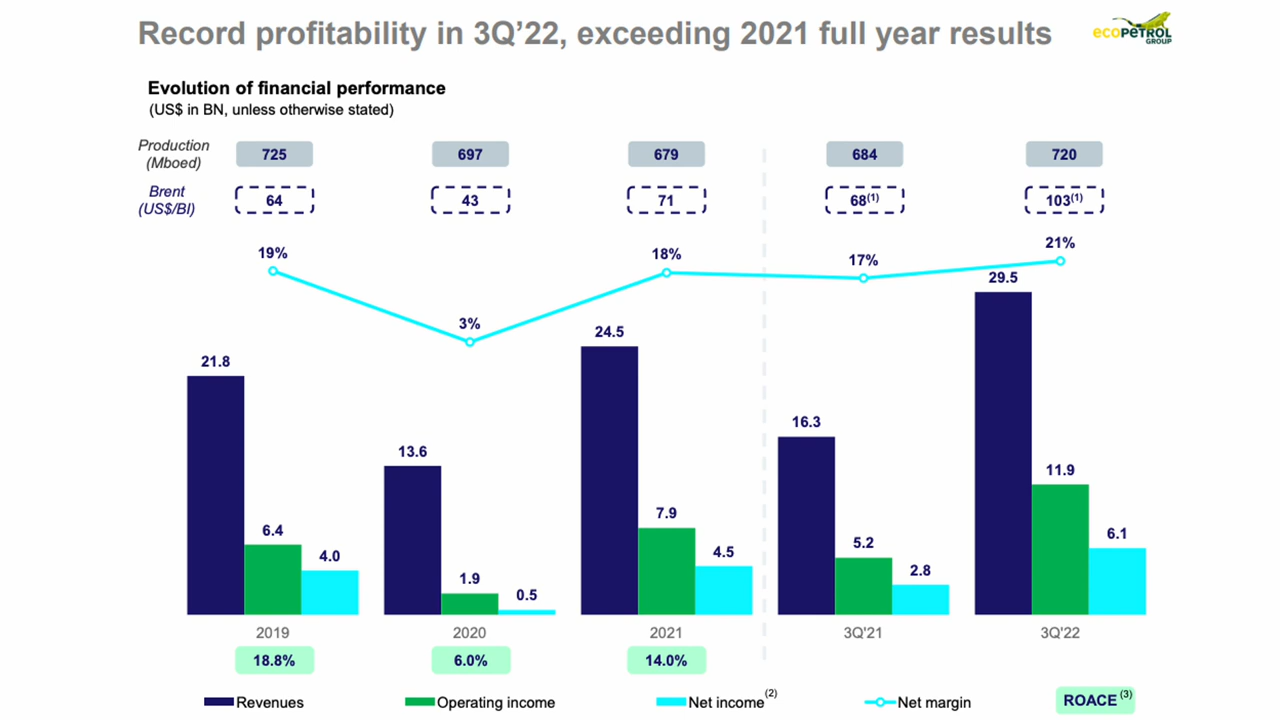 Record profitability in 3Q’22, exceeding 2021 full year results
ecoPETROL
GROUP
Evolution of financial performance
(US$ in BN, unless otherwise stated)
Production
(Mboed)
725 697 679 684 720
Brent
(US$/Bl)
64 43 71 68(1) 103(1)
19% 3% 18% 17% 21%
21.8 13.6 24.5 16.3 29.5
6.4 1.9 7.9 5.2 11.9
4.0 0.5 4.5 2.8 6.1
2019 2020 2021 3Q'21 3Q'22
18.8% 6.0% 14.0%
Revenues Operating income Net income(2) Net margin ROACE(3)